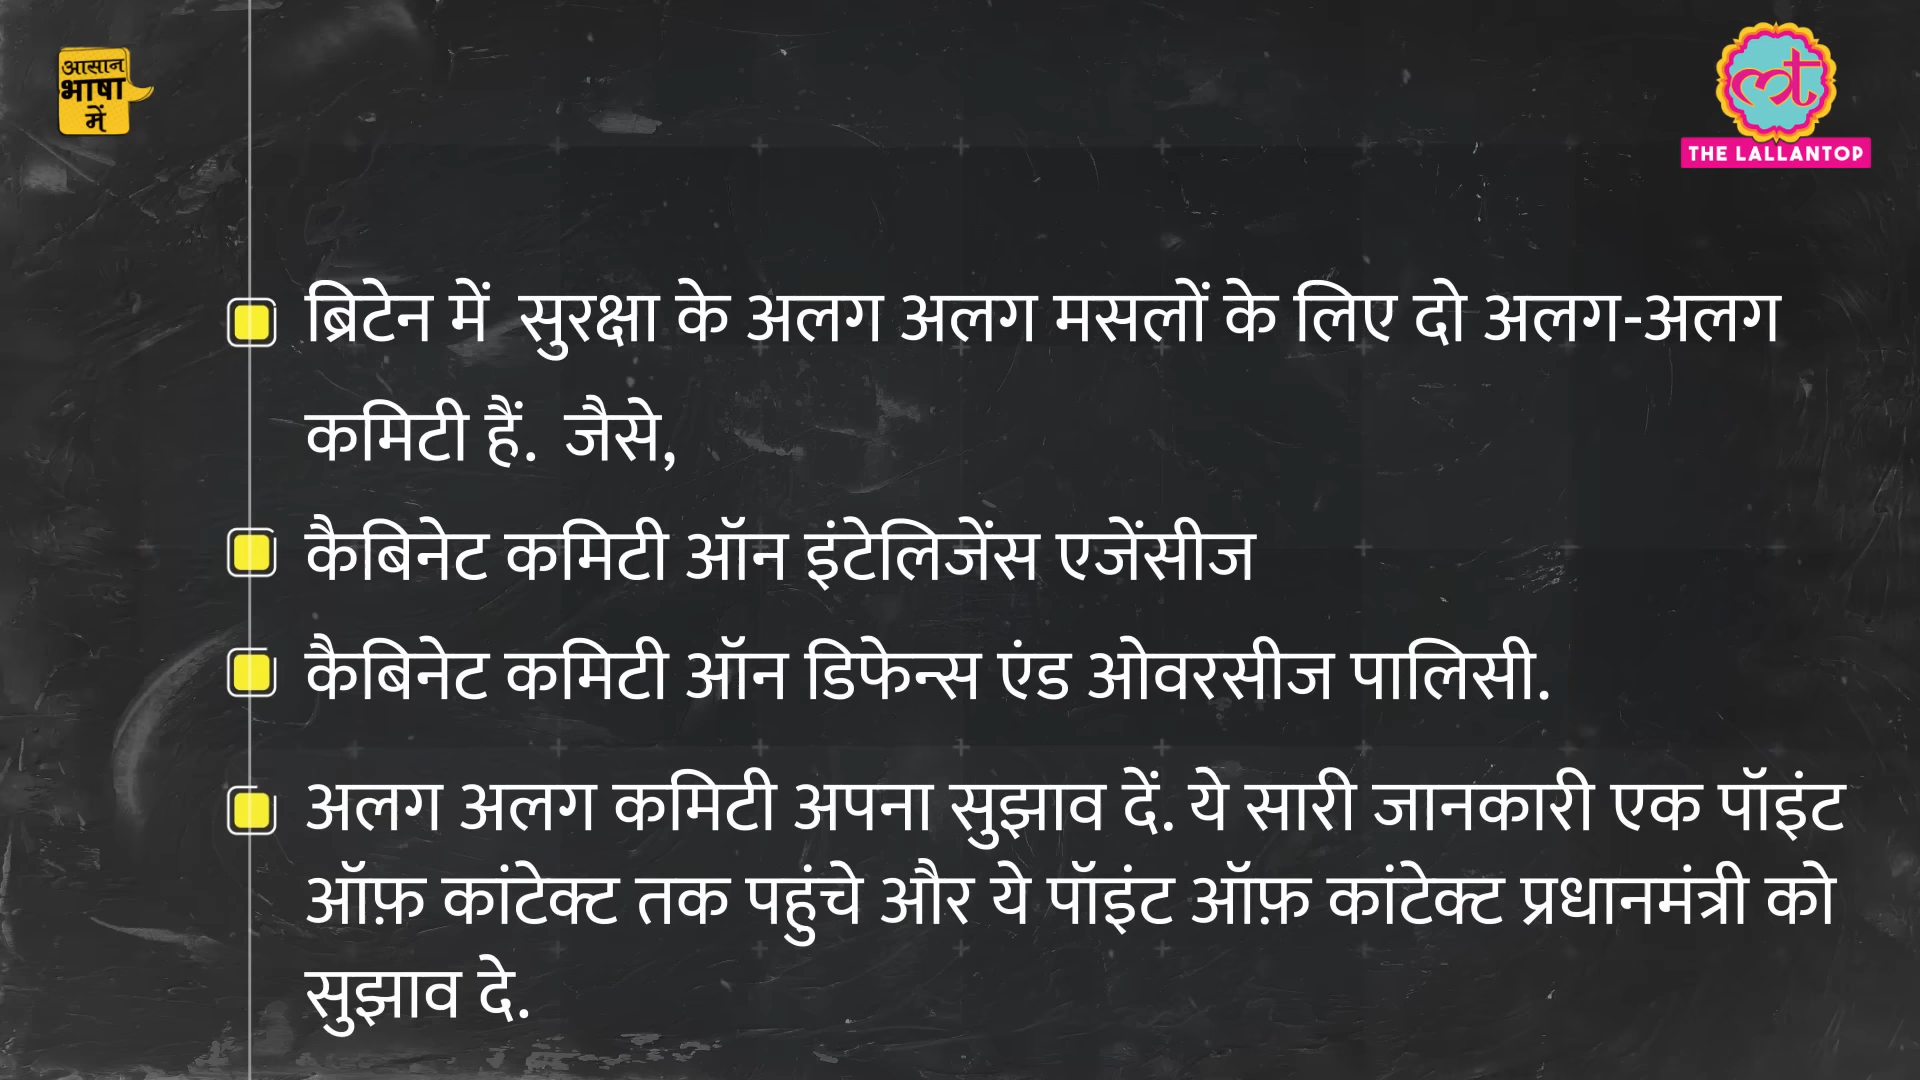 आसान
भाषा
में
THE LALLANTOP
ब्रिटेन में सुरक्षा के अलग अलग मसलों के लिए दो अलग-अलग
कमिटी हैं. जैसे,
कैबिनेट कमिटी ऑन इंटेलिजेंस एजेंसीज
कैबिनेट कमिटी ऑन डिफेन्स एंड ओवरसीज पालिसी.
अलग अलग कमिटी अपना सुझाव दें. ये सारी जानकारी एक पॉइंट
ऑफ़ कांटेक्ट तक पहुंचे और ये पॉइंट ऑफ़ कांटेक्ट प्रधानमंत्री को
सुझाव दे.